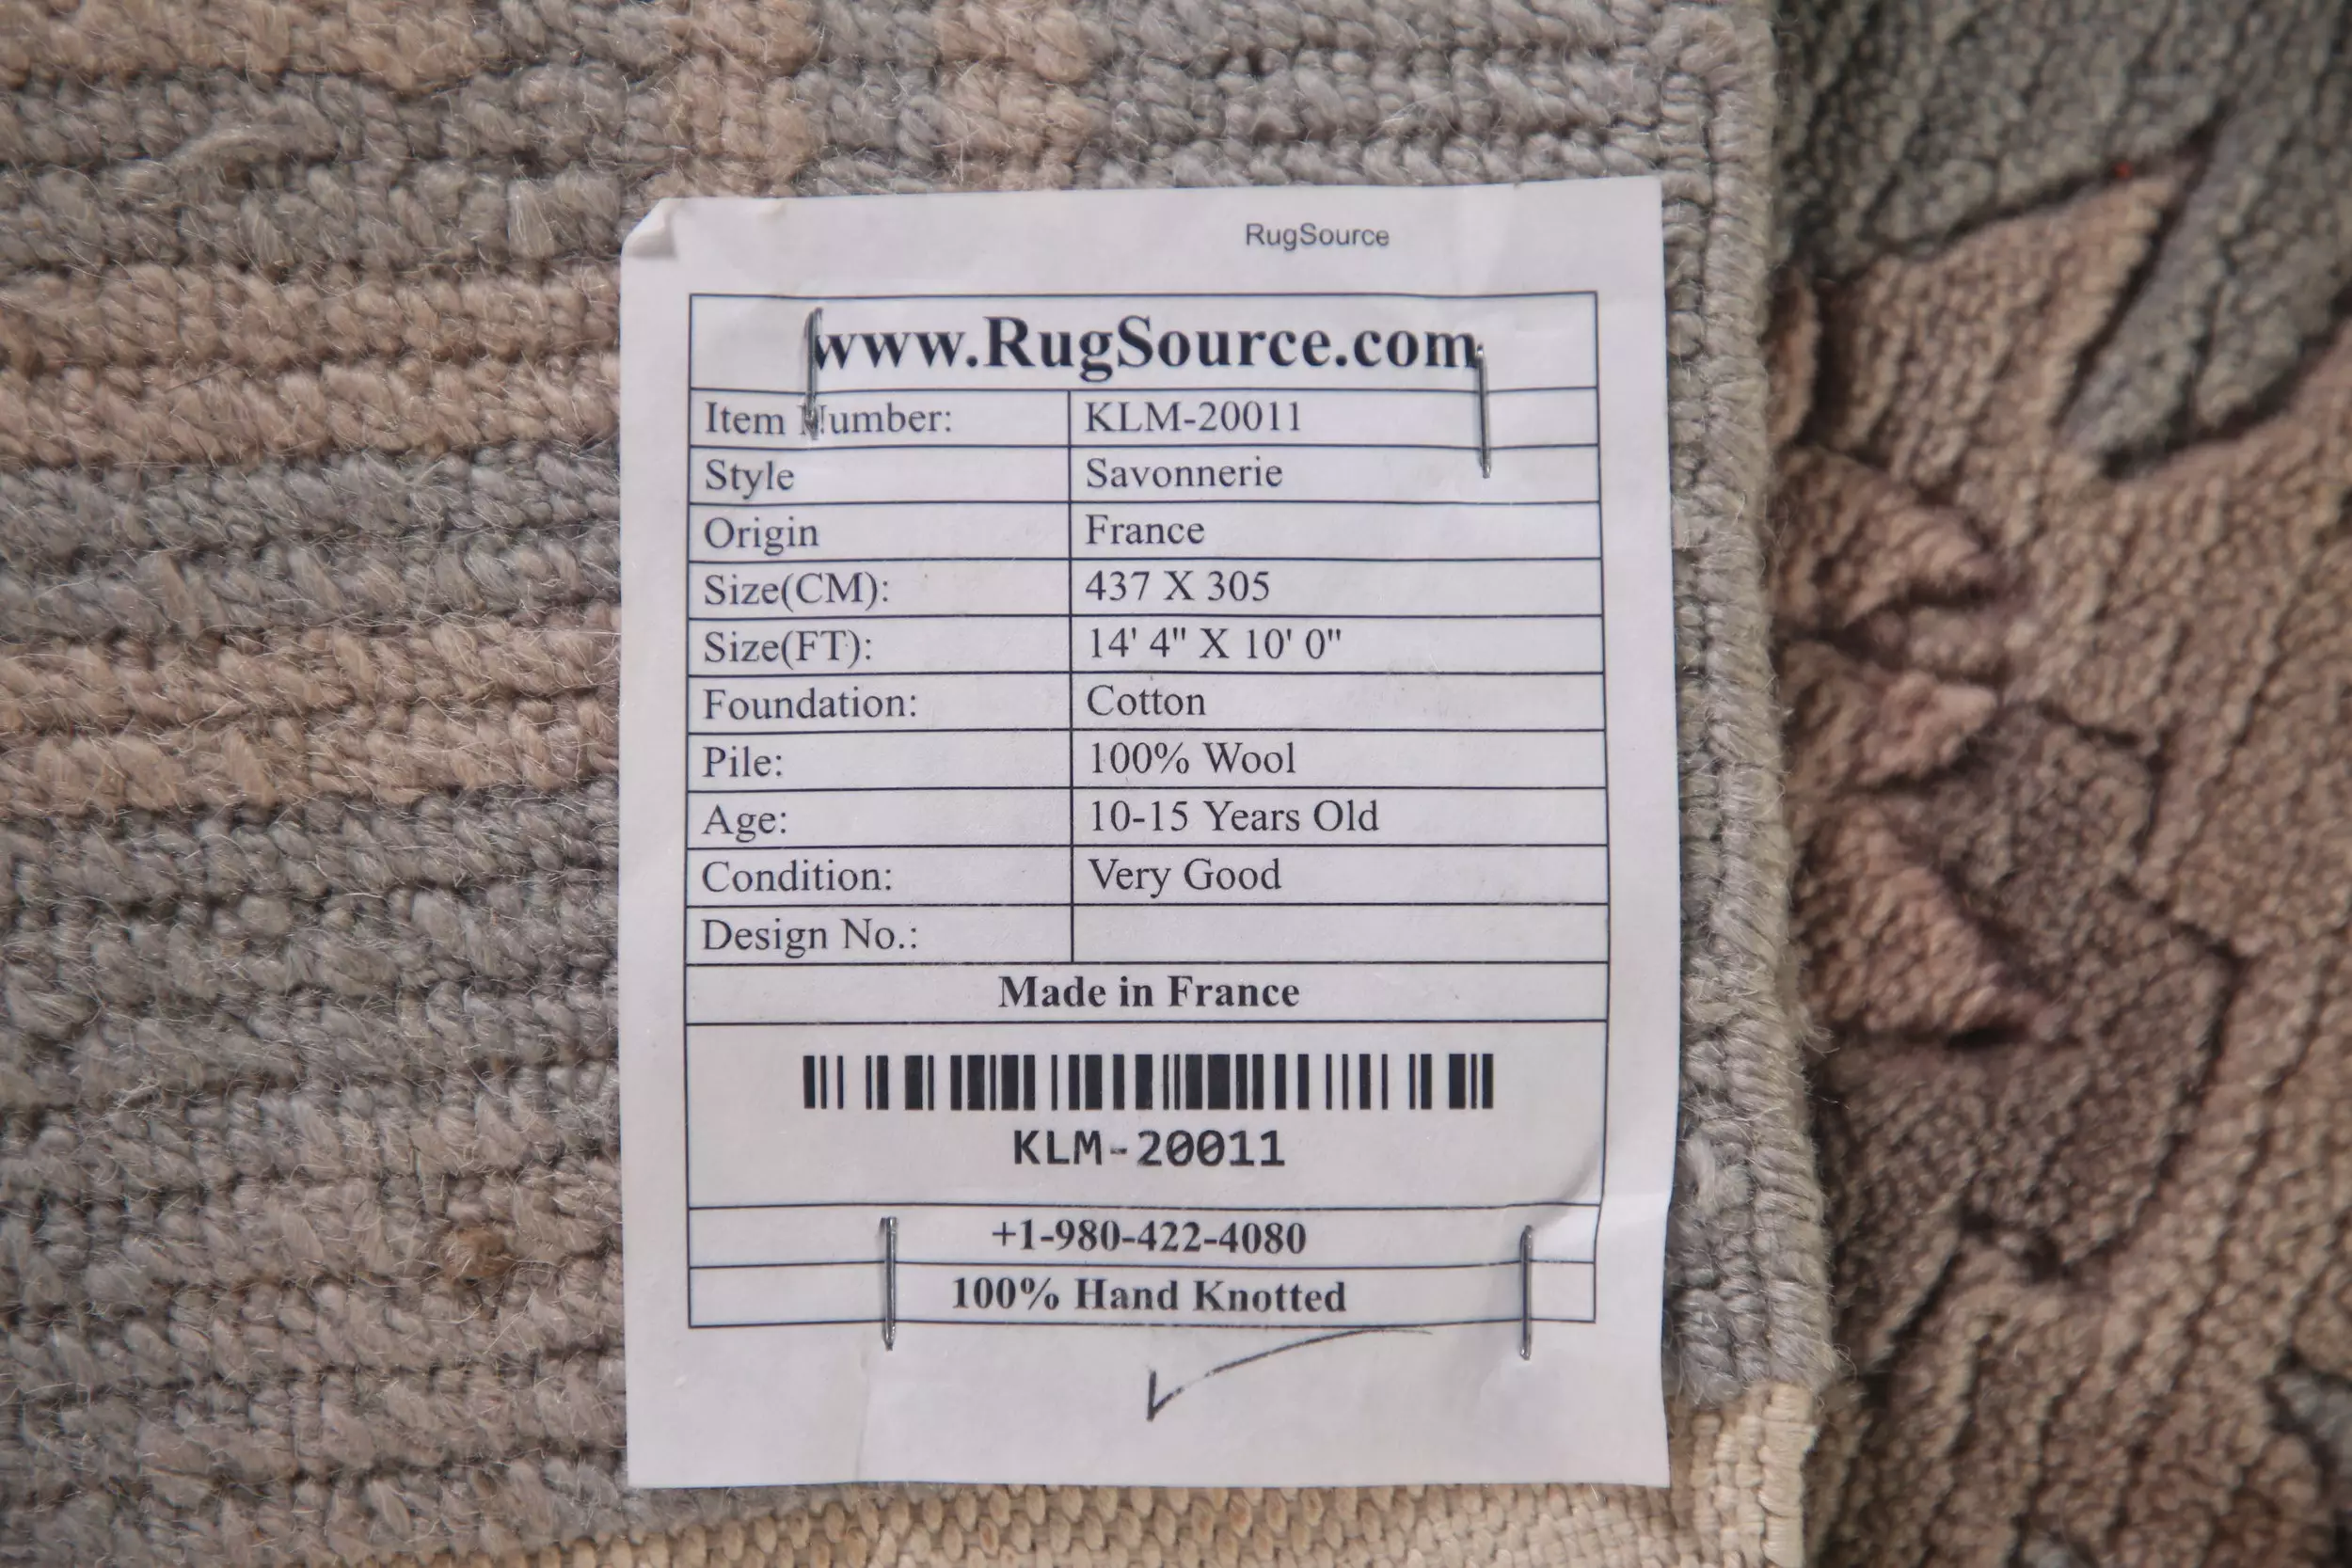 RugSource
www.RugSource.com
Item Number: KLM-20011
Style Savonnerie
Origin France
Size(CM): 437 X 305
Size(FT): 14' 4" X 10' 0"
Foundation: Cotton
Pile: 100% Wool
Age: 10-15 Years Old
Condition: Very Good
Design No.:
Made in France
KLM-20011
+1-980-422-4080
100% Hand Knotted